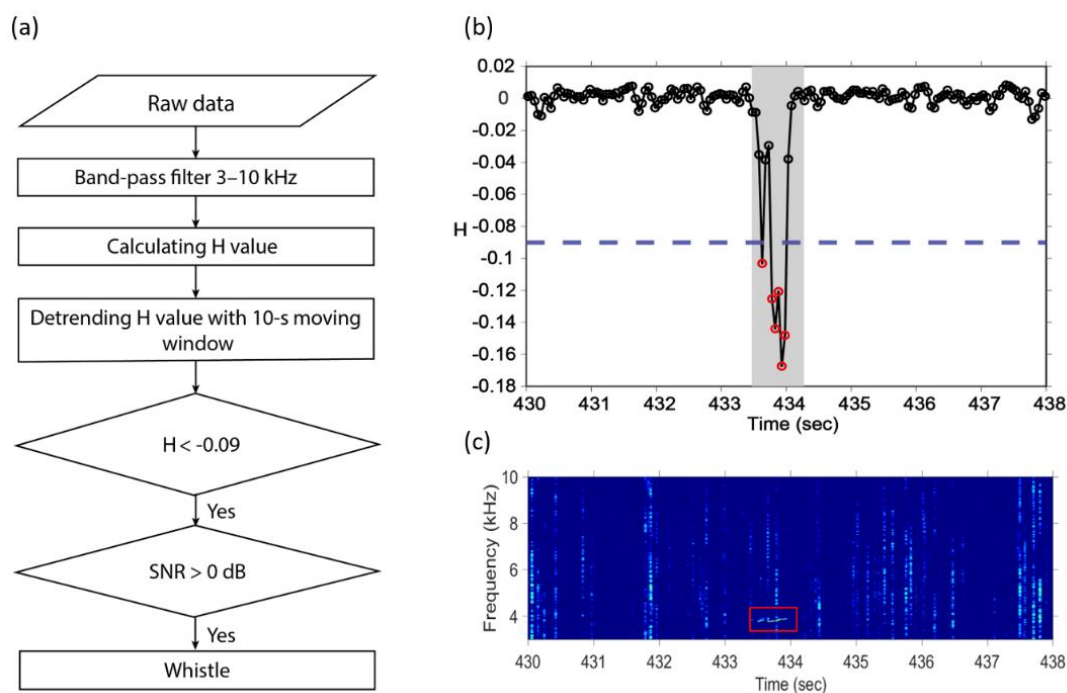 (a)
Raw data
Band-pass filter 3–10 kHz
Calculating H value
Detrending H value with 10-s moving
window
H < -0.09
Yes
SNR > 0 dB
Yes
Whistle
(b)
0.02
0
-0.02
-0.04
-0.06
-0.08
H
-0.1
-0.12
-0.14
-0.16
-0.18
430 431 432 433 434 435 436 437 438
Time (sec)
(c)
10
8
6
4
Frequency (kHz)
430 431 432 433 434 435 436 437 438
Time (sec)